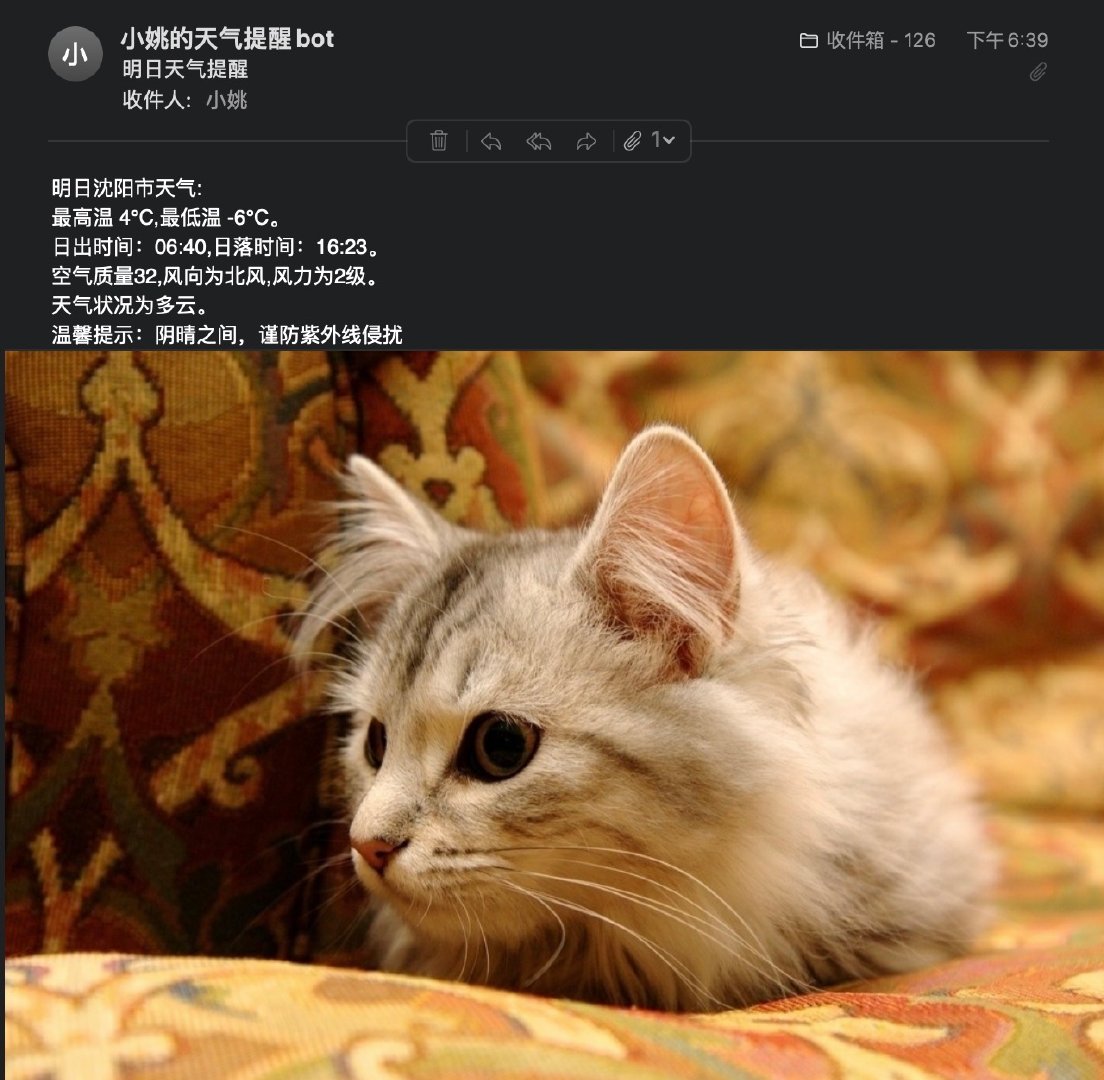 小
小姚的天气提醒bot
收件箱 - 126
下午6:39
明日天气提醒
收件人：小姚
1
明日沈阳市天气:
最高温 4°C,最低温 -6°C。
日出时间：06:40,日落时间：16:23。
空气质量32,风向为北风,风力为2级。
天气状况为多云。
温馨提示：阴晴之间，谨防紫外线侵扰